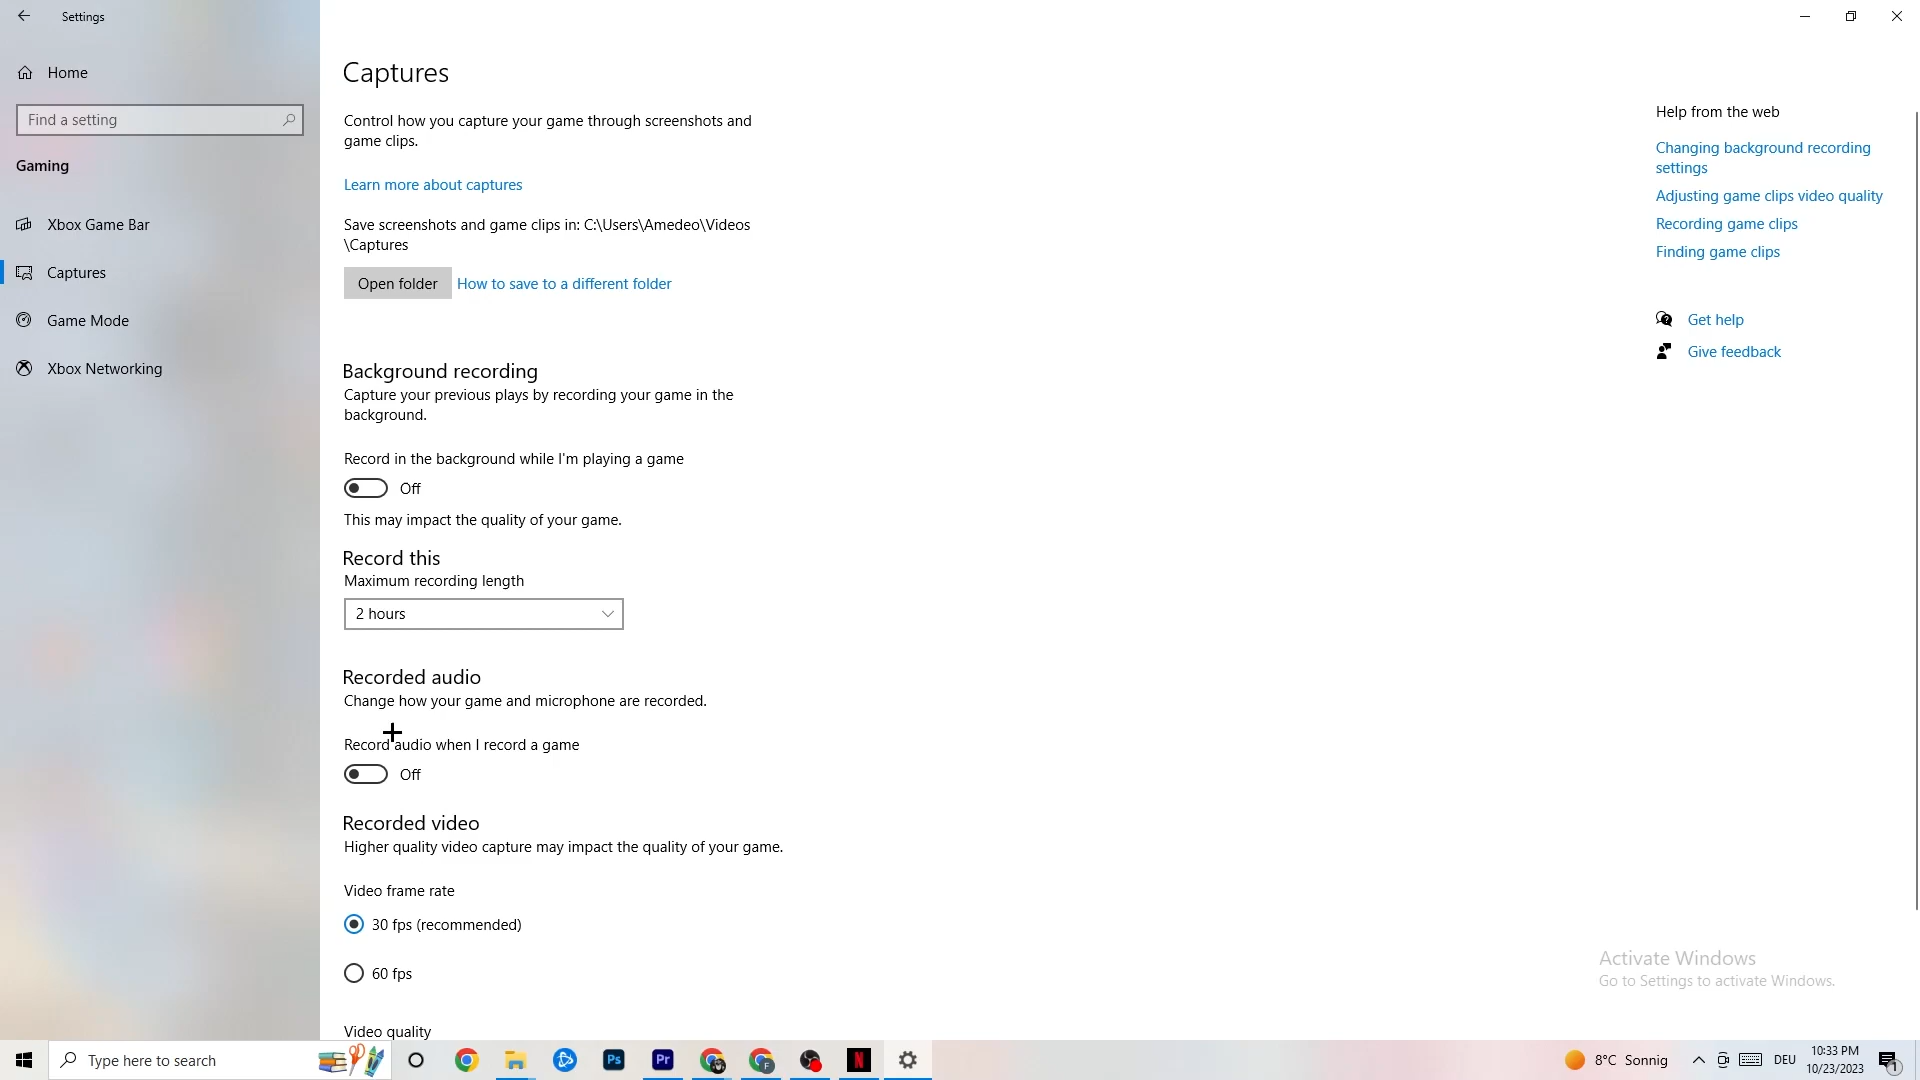 Settings
Home
Find a setting
Gaming
Xbox Game Bar
Captures
Game Mode
Xbox Networking
Captures
Control how you capture your game through screenshots and
game clips.
Learn more about captures
Save screenshots and game clips in: C:\Users\Amedeo\Videos
\Captures
Open folder
How to save to a different folder
Background recording
Capture your previous plays by recording your game in the
background.
Record in the background while I'm playing a game
Off
This may impact the quality of your game.
Record this
Maximum recording length
2 hours
Recorded audio
Change how your game and microphone are recorded.
Record audio when I record a game
Off
Recorded video
Higher quality video capture may impact the quality of your game.
Video frame rate
30 fps (recommended)
60 fps
Video quality
Help from the web
Changing background recording
settings
Adjusting game clips video quality
Recording game clips
Finding game clips
Get help
Give feedback
Activate Windows
Go to Settings to activate Windows.
Type here to search
Ps
Pr
F
N
8°C Sonnig
DEU
10:33 PM
10/23/2023
1